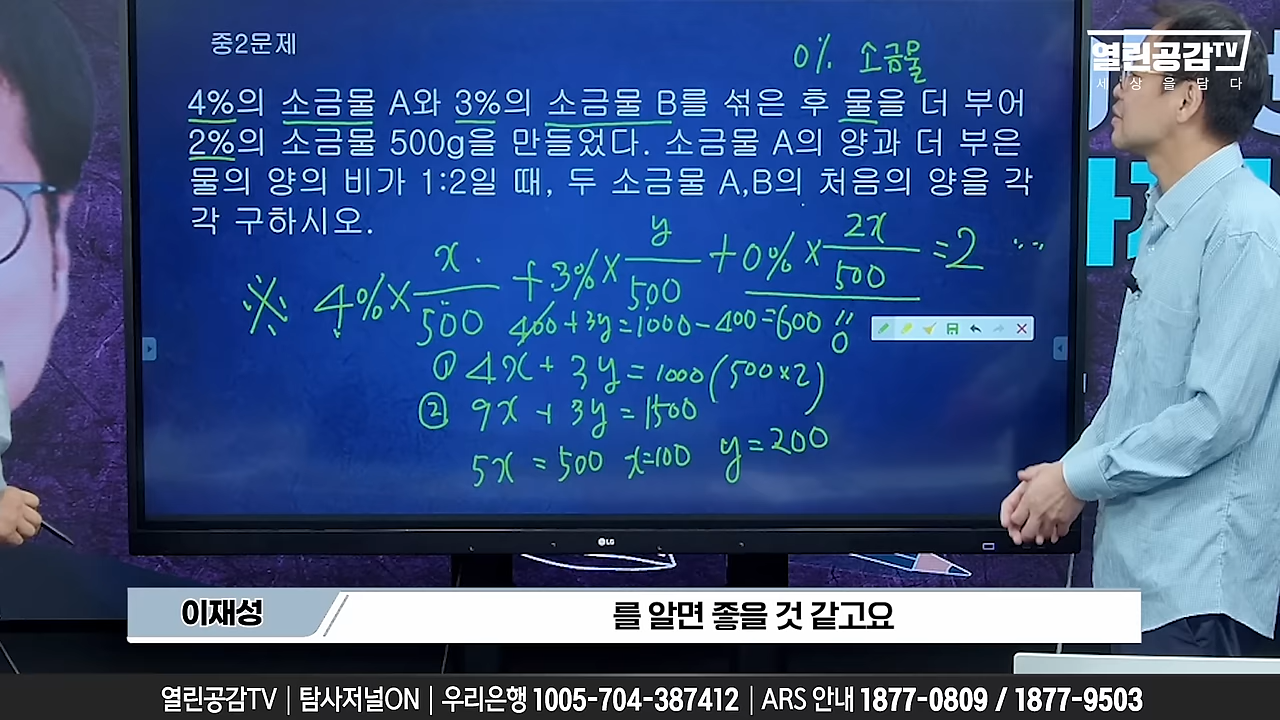 중2문제
0% 소금물
열린공감TV
세상을담다
4%의 소금물 A와 3%의 소금물 B를 섞은 후 물을 더 부어
2%의 소금물 500g을 만들었다. 소금물 A의 양과 더 부은
물의 양의 비가 1:2일 때, 두 소금물 A,B의 처음의 양을 각
각 구하시오.
※ 4%×x/500 + 3%×y/500 + 0%×2x/500 = 2 ...
400+3y=1000-400=600
① 4x+3y=1000(500×2)
② 9x+3y=1500
5x=500 x=100 y=200
LG
이재성 를 알면 좋을 것 같고요
열린공감TV | 탐사저널ON | 우리은행 1005-704-387412 | ARS 안내 1877-0809 / 1877-9503